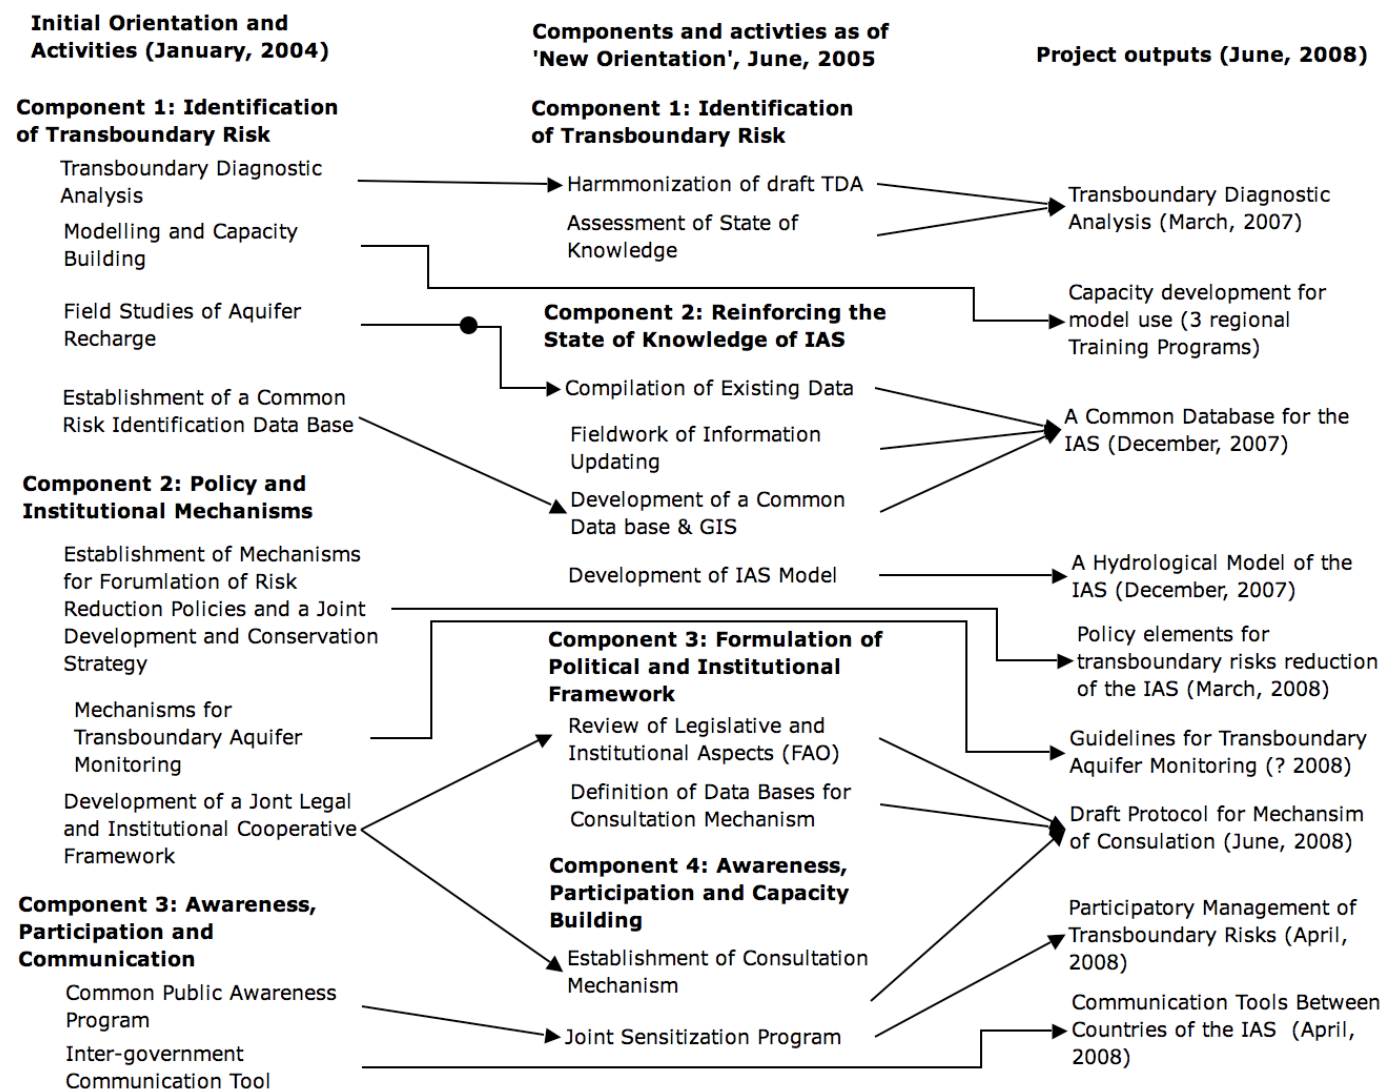 Initial Orientation and
Activities (January, 2004)
Component 1: Identification
of Transboundary Risk
Transboundary Diagnostic
Analysis
Modelling and Capacity
Building
Field Studies of Aquifer
Recharge
Establishment of a Common
Risk Identification Data Base
Component 2: Policy and
Institutional Mechanisms
Establishment of Mechanisms
for Forumlation of Risk
Reduction Policies and a Joint
Development and Conservation
Strategy
Mechanisms for
Transboundary Aquifer
Monitoring
Development of a Jont Legal
and Institutional Cooperative
Framework
Component 3: Awareness,
Participation and
Communication
Common Public Awareness
Program
Inter-government
Communication Tool
Components and activties as of
'New Orientation', June, 2005
Component 1: Identification
of Transboundary Risk
Harmmonization of draft TDA
Assessment of State of
Knowledge
Component 2: Reinforcing the
State of Knowledge of IAS
Compilation of Existing Data
Fieldwork of Information
Updating
Development of a Common
Data base & GIS
Development of IAS Model
Component 3: Formulation of
Political and Institutional
Framework
Review of Legislative and
Institutional Aspects (FAO)
Definition of Data Bases for
Consultation Mechanism
Component 4: Awareness,
Participation and Capacity
Building
Establishment of Consultation
Mechanism
Joint Sensitization Program
Project outputs (June, 2008)
Transboundary Diagnostic
Analysis (March, 2007)
Capacity development for
model use (3 regional
Training Programs)
A Common Database for the
IAS (December, 2007)
A Hydrological Model of the
IAS (December, 2007)
Policy elements for
transboundary risks reduction
of the IAS (March, 2008)
Guidelines for Transboundary
Aquifer Monitoring (? 2008)
Draft Protocol for Mechansim
of Consulation (June, 2008)
Participatory Management of
Transboundary Risks (April,
2008)
Communication Tools Between
Countries of the IAS (April,
2008)